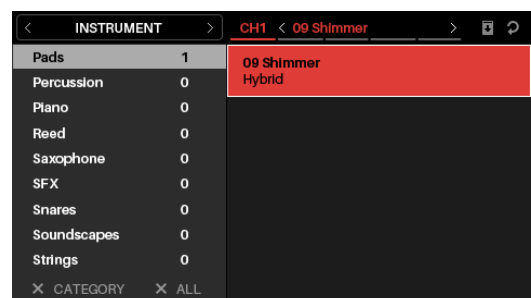 < INSTRUMENT >
CH1 < 09 Shimmer >
Pads 1
Percussion 0
Piano 0
Reed 0
Saxophone 0
SFX 0
Snares 0
Soundscapes 0
Strings 0
× CATEGORY × ALL
09 Shimmer
Hybrid